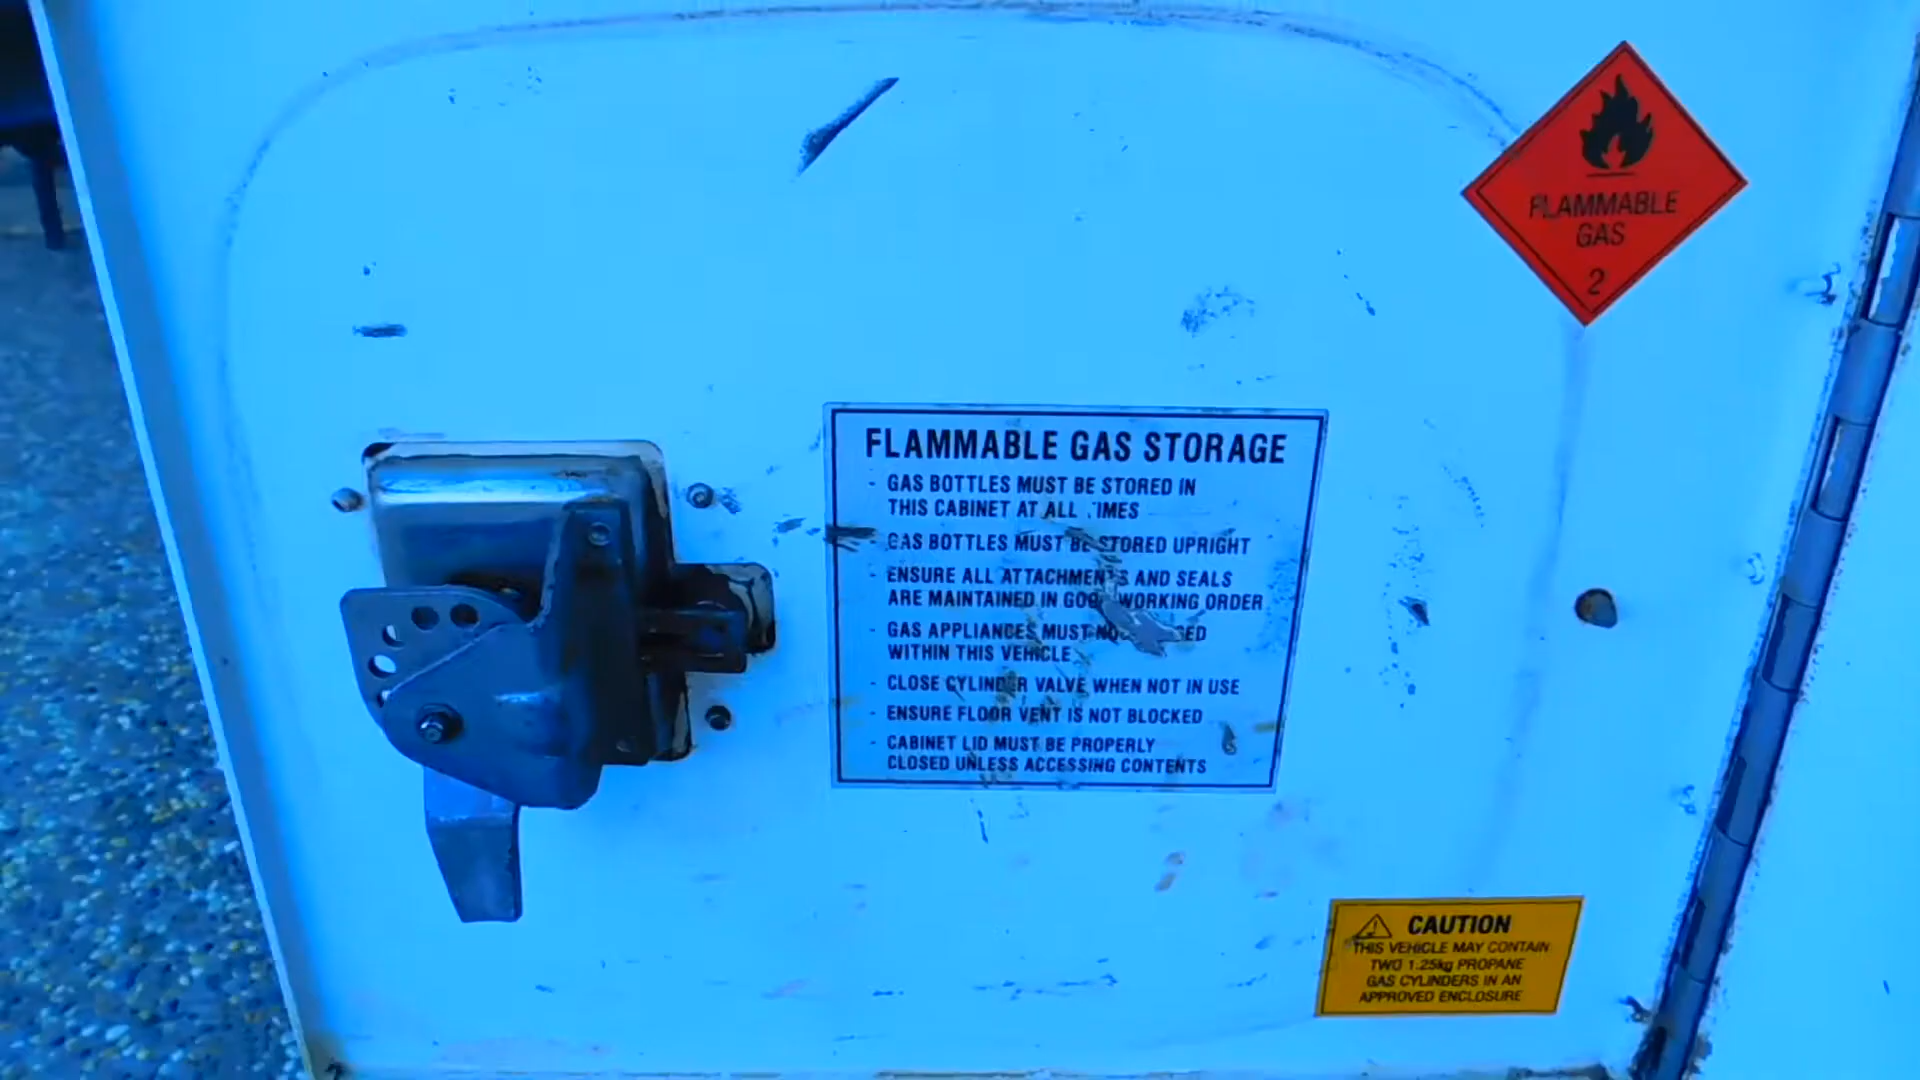 FLAMMABLE
GAS
2
FLAMMABLE GAS STORAGE
- GAS BOTTLES MUST BE STORED IN
THIS CABINET AT ALL TIMES
- GAS BOTTLES MUST BE STORED UPRIGHT
- ENSURE ALL ATTACHMENTS AND SEALS
ARE MAINTAINED IN GOOD WORKING ORDER
- GAS APPLIANCES MUST
WITHIN THIS VEHICLE
- CLOSE CYLINDER VALVE WHEN NOT IN USE
- ENSURE FLOOR VENT IS NOT BLOCKED
- CABINET LID MUST BE PROPERLY
CLOSED UNLESS ACCESSING CONTENTS
CAUTION
THIS VEHICLE MAY CONTAIN
TWO 1.25kg PROPANE
GAS CYLINDERS IN AN
APPROVED ENCLOSURE